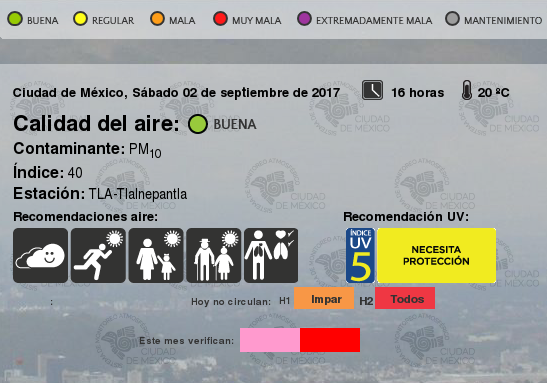 BUENA REGULAR MALA MUY MALA EXTREMADAMENTE MALA MANTENIMIENTO
Ciudad de México, Sábado 02 de septiembre de 2017 16 horas 20 ºC
Calidad del aire: BUENA
Contaminante: PM10
Índice: 40
Estación: TLA-Tlalnepantla
Recomendaciones aire: Recomendación UV:
ÍNDICE UV 5 NECESITA PROTECCIÓN
: Hoy no circulan: H1 Impar H2 Todos
Este mes verifican: